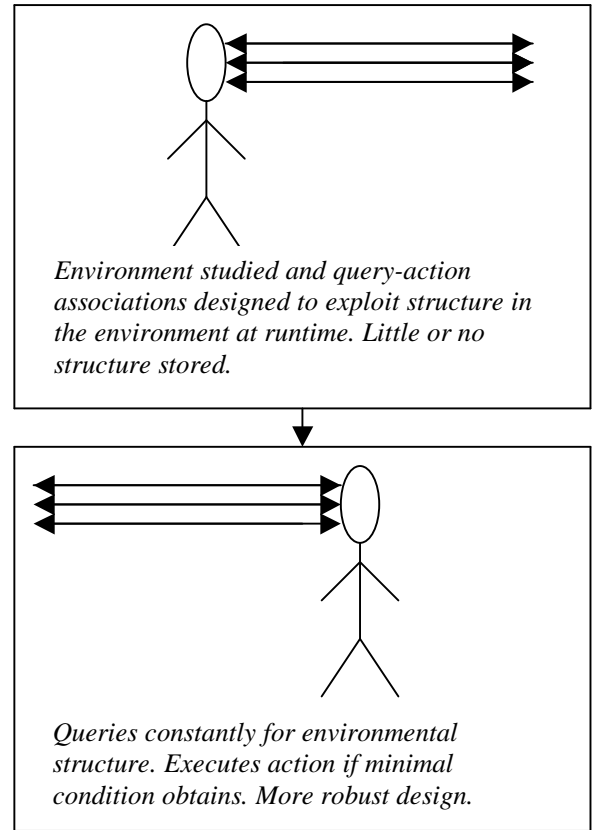 Environment studied and query-action
associations designed to exploit structure in
the environment at runtime. Little or no
structure stored.
Queries constantly for environmental
structure. Executes action if minimal
condition obtains. More robust design.